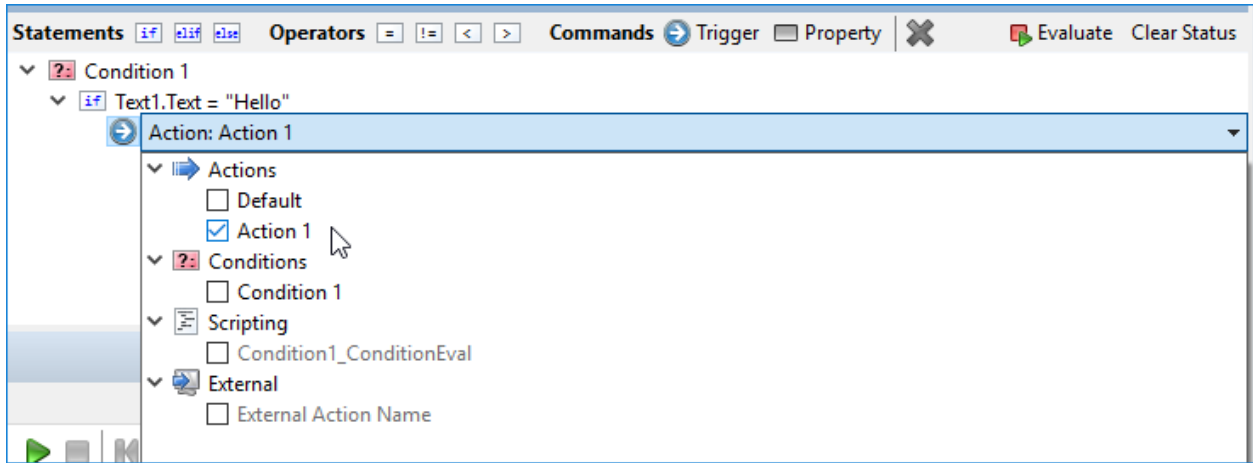 Statements if elif else Operators = != < > Commands Trigger Property Evaluate Clear Status
?: Condition 1
if Text1.Text = "Hello"
Action: Action 1
Actions
Default
Action 1
?: Conditions
Condition 1
Scripting
Condition1_ConditionEval
External
External Action Name